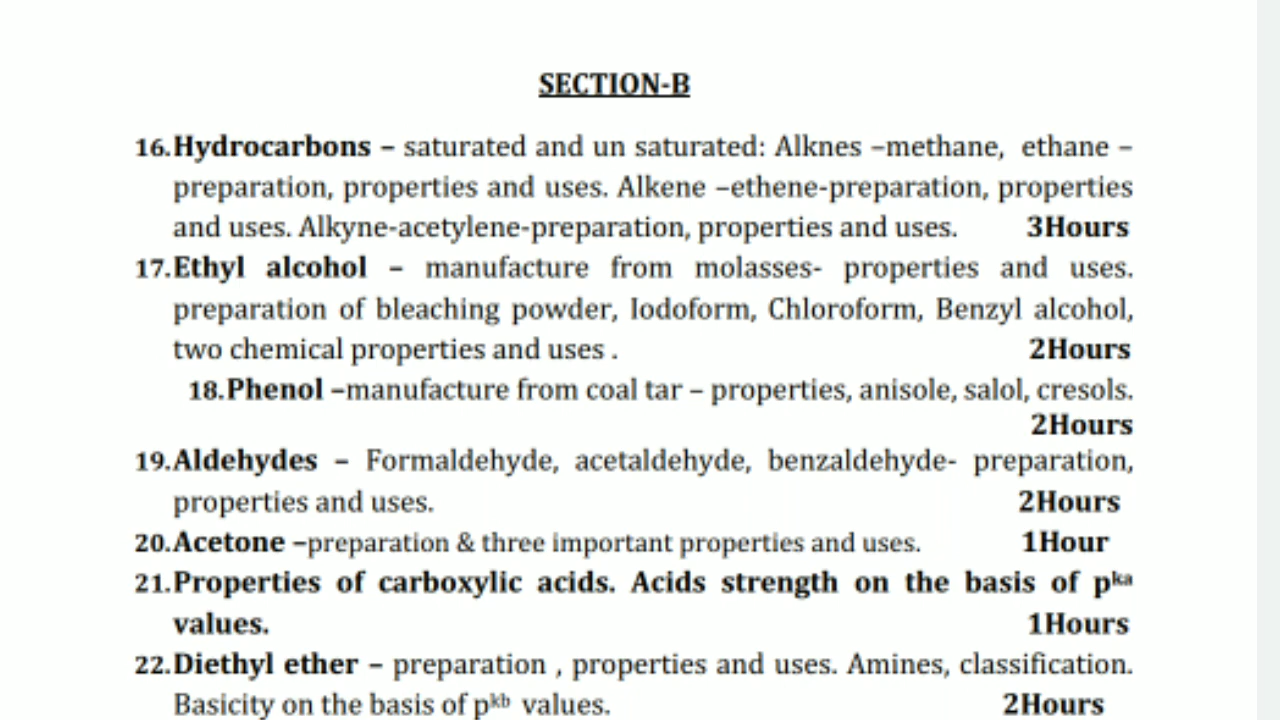 SECTION-B
16.Hydrocarbons – saturated and un saturated: Alknes –methane, ethane –
preparation, properties and uses. Alkene –ethene-preparation, properties
and uses. Alkyne-acetylene-preparation, properties and uses. 3Hours
17.Ethyl alcohol – manufacture from molasses- properties and uses.
preparation of bleaching powder, Iodoform, Chloroform, Benzyl alcohol,
two chemical properties and uses . 2Hours
18.Phenol –manufacture from coal tar – properties, anisole, salol, cresols.
2Hours
19.Aldehydes – Formaldehyde, acetaldehyde, benzaldehyde- preparation,
properties and uses. 2Hours
20.Acetone –preparation & three important properties and uses. 1Hour
21.Properties of carboxylic acids. Acids strength on the basis of pka
values. 1Hours
22.Diethyl ether – preparation , properties and uses. Amines, classification.
Basicity on the basis of pkb values. 2Hours